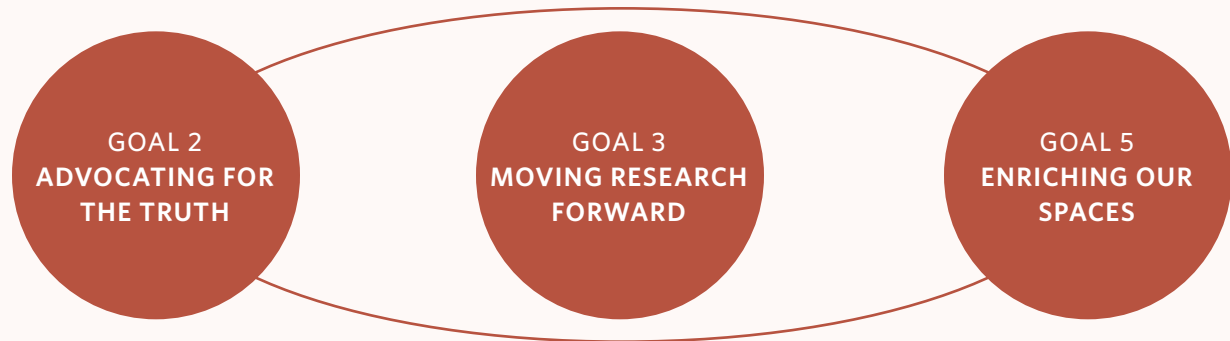 GOAL 2
ADVOCATING FOR
THE TRUTH
GOAL 3
MOVING RESEARCH
FORWARD
GOAL 5
ENRICHING OUR
SPACES